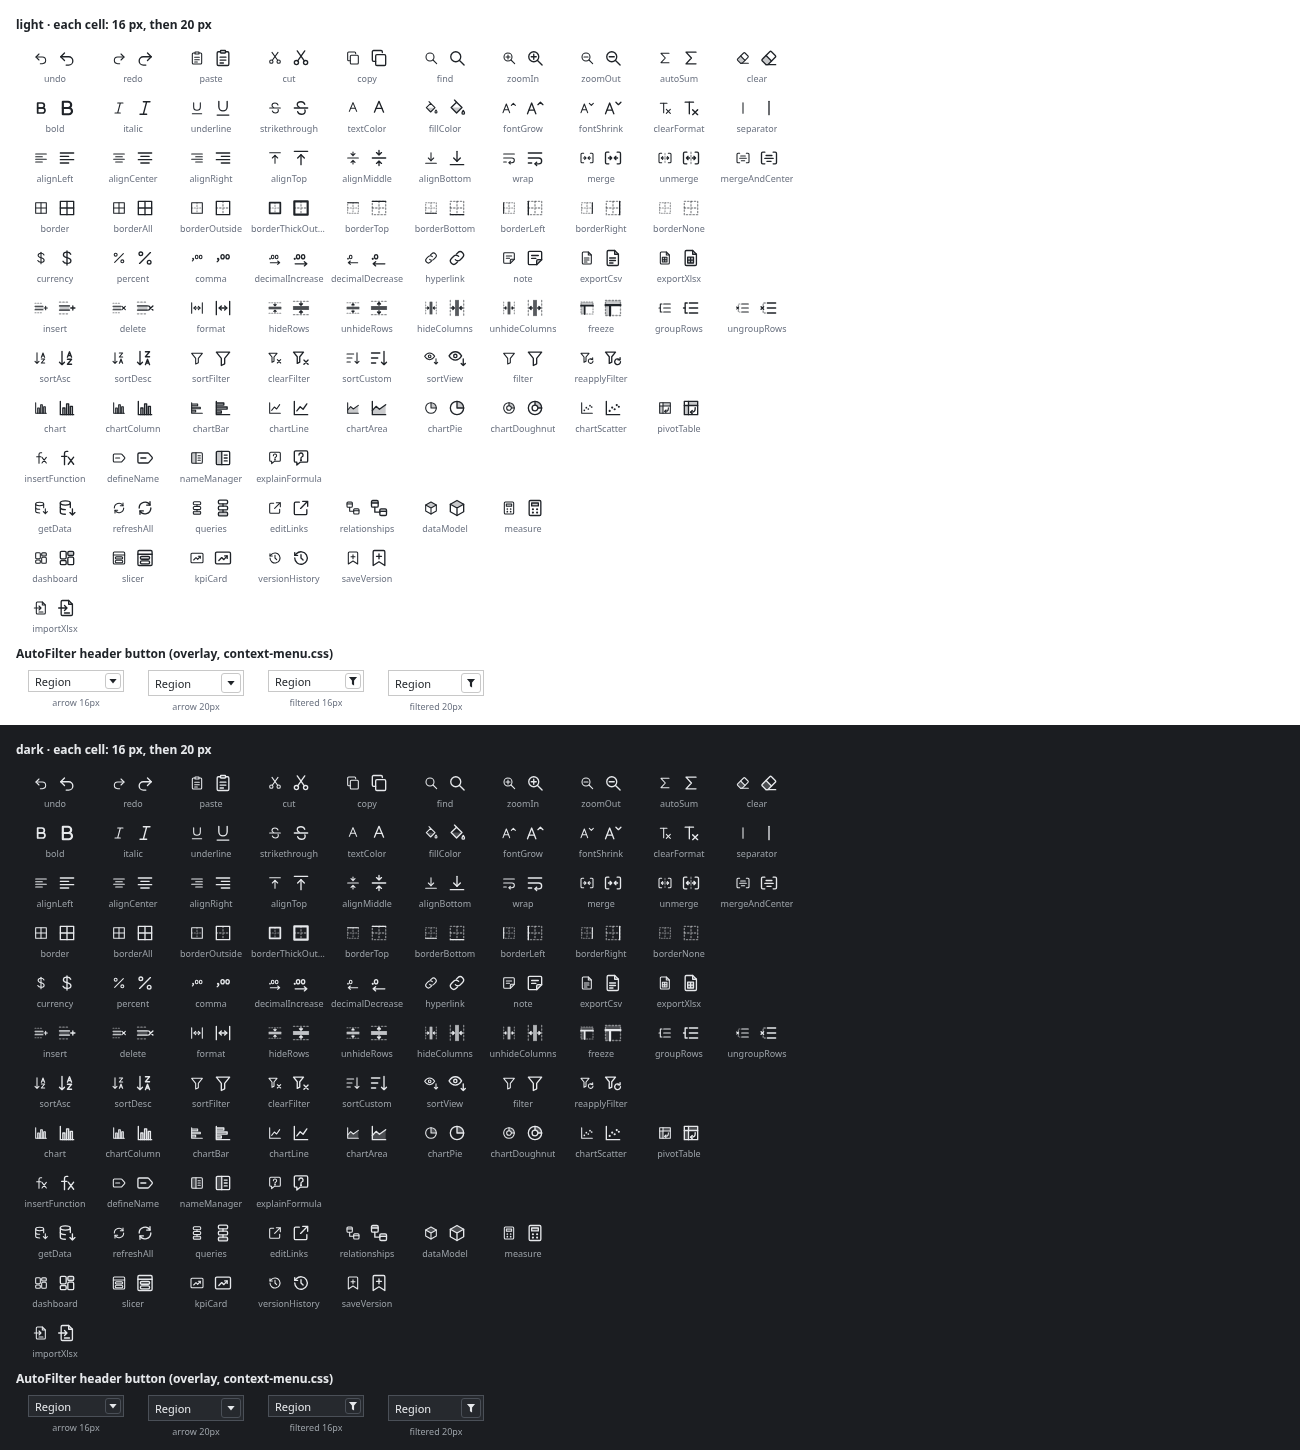 light · each cell: 16 px, then 20 px
undo redo paste cut copy find zoomIn zoomOut autoSum clear
bold italic underline strikethrough textColor fillColor fontGrow fontShrink clearFormat separator
alignLeft alignCenter alignRight alignTop alignMiddle alignBottom wrap merge unmerge mergeAndCenter
border borderAll borderOutside borderThickOut... borderTop borderBottom borderLeft borderRight borderNone
currency percent comma decimalIncrease decimalDecrease hyperlink note exportCsv exportXlsx
insert delete format hideRows unhideRows hideColumns unhideColumns freeze groupRows ungroupRows
sortAsc sortDesc sortFilter clearFilter sortCustom sortView filter reapplyFilter
chart chartColumn chartBar chartLine chartArea chartPie chartDoughnut chartScatter pivotTable
insertFunction defineName nameManager explainFormula
getData refreshAll queries editLinks relationships dataModel measure
dashboard slicer kpiCard versionHistory saveVersion
importXlsx
AutoFilter header button (overlay, context-menu.css)
Region Region Region Region
arrow 16px arrow 20px filtered 16px filtered 20px
dark · each cell: 16 px, then 20 px
undo redo paste cut copy find zoomIn zoomOut autoSum clear
bold italic underline strikethrough textColor fillColor fontGrow fontShrink clearFormat separator
alignLeft alignCenter alignRight alignTop alignMiddle alignBottom wrap merge unmerge mergeAndCenter
border borderAll borderOutside borderThickOut... borderTop borderBottom borderLeft borderRight borderNone
currency percent comma decimalIncrease decimalDecrease hyperlink note exportCsv exportXlsx
insert delete format hideRows unhideRows hideColumns unhideColumns freeze groupRows ungroupRows
sortAsc sortDesc sortFilter clearFilter sortCustom sortView filter reapplyFilter
chart chartColumn chartBar chartLine chartArea chartPie chartDoughnut chartScatter pivotTable
insertFunction defineName nameManager explainFormula
getData refreshAll queries editLinks relationships dataModel measure
dashboard slicer kpiCard versionHistory saveVersion
importXlsx
AutoFilter header button (overlay, context-menu.css)
Region Region Region Region
arrow 16px arrow 20px filtered 16px filtered 20px